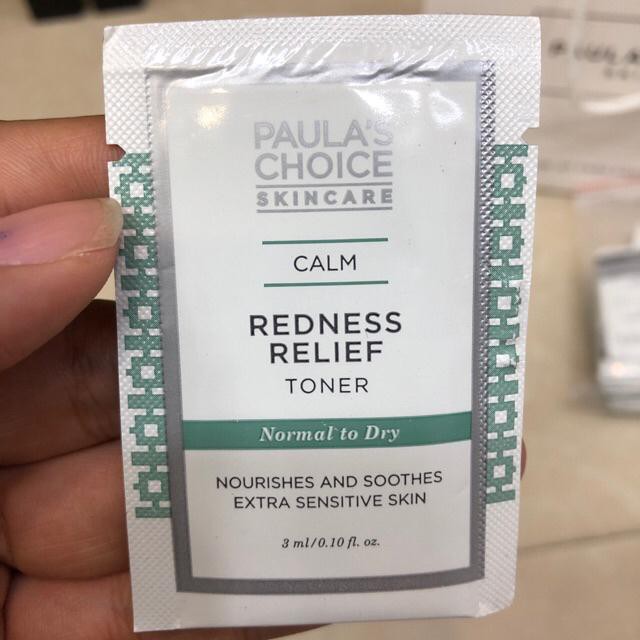 PAULA'S
CHOICE
SKINCARE
CALM
REDNESS
RELIEF
TONER
Normal to Dry
NOURISHES AND SOOTHES
EXTRA SENSITIVE SKIN
3 ml/0.10 fl. oz.
PAULA